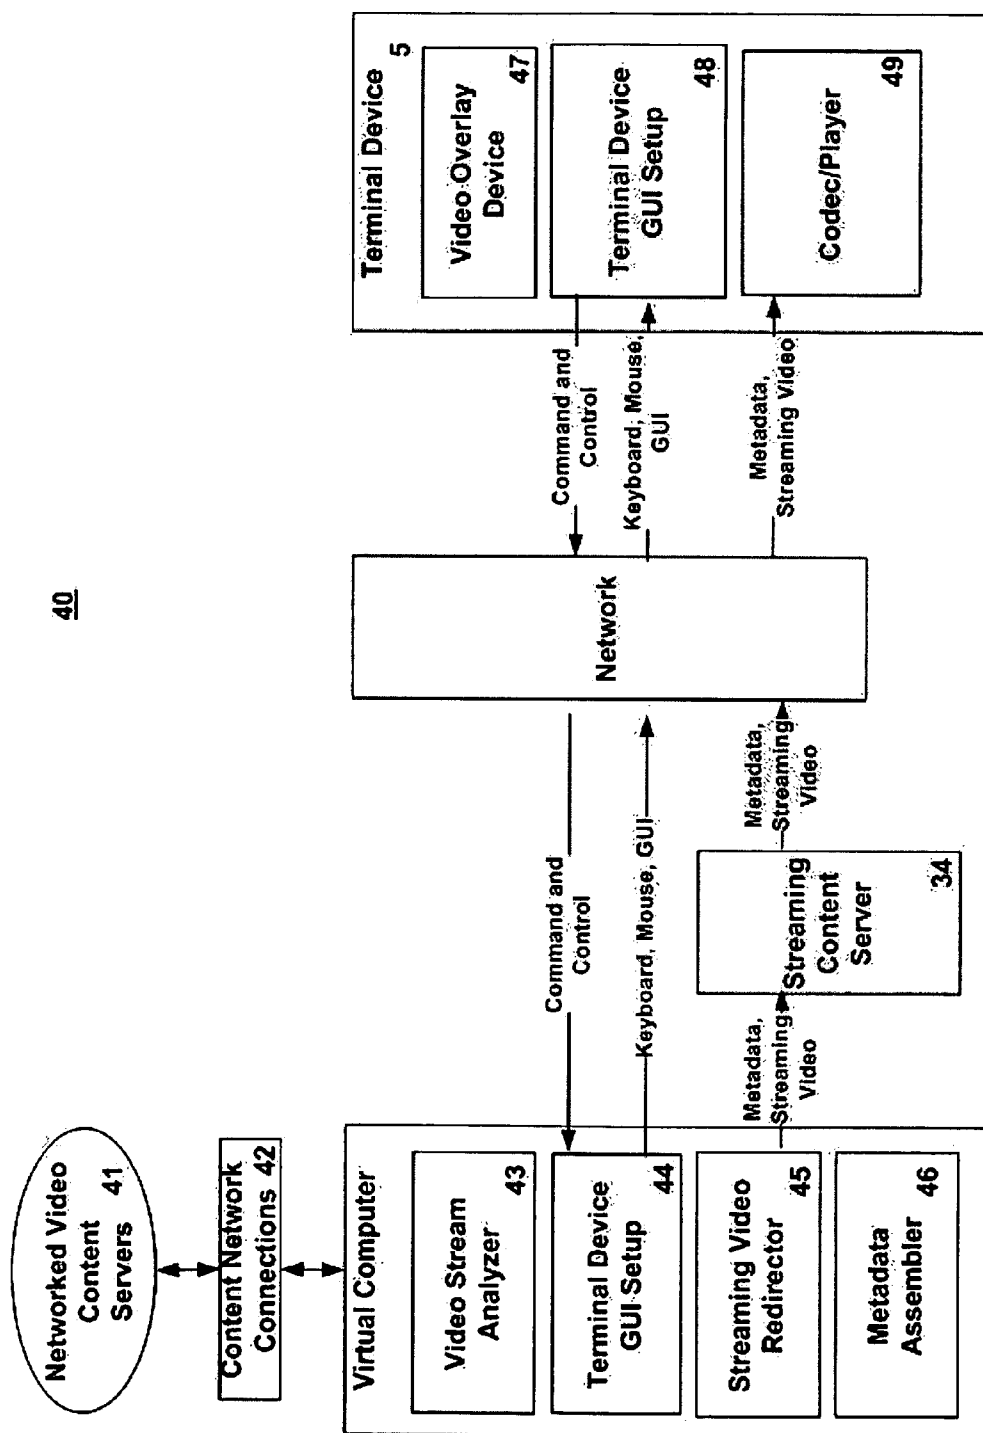 40
Networked Video
Content
Servers 41
Content Network
Connections 42
Virtual Computer
Video Stream
Analyzer
43
Terminal Device
GUI Setup
44
Streaming Video
Redirector
45
Metadata
Assembler
46
Command and
Control
Keyboard, Mouse, GUI
Metadata,
Streaming
Video
Streaming
Content
Server
34
Metadata,
Streaming
Video
Network
Command and
Control
Keyboard, Mouse,
GUI
Metadata,
Streaming Video
Terminal Device
5
Video Overlay
Device
47
Terminal Device
GUI Setup
48
Codec/Player
49